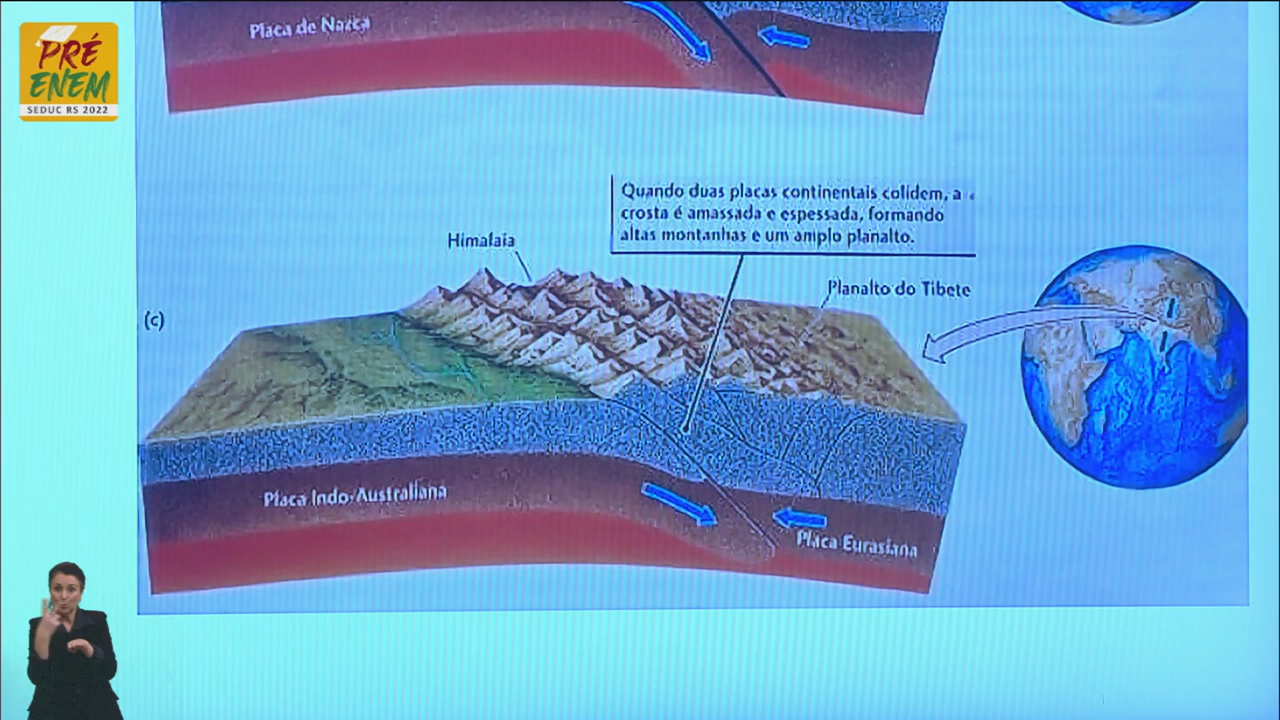 PRÉ
ENEM
SEDUC RS 2022
Placa de Nazca
Quando duas placas continentais colidem, a
crosta é amassada e espessada, formando
altas montanhas e um amplo planalto.
Himalaia
Planalto do Tibete
(c)
Placa Indo-Australiana
Placa Eurasiana